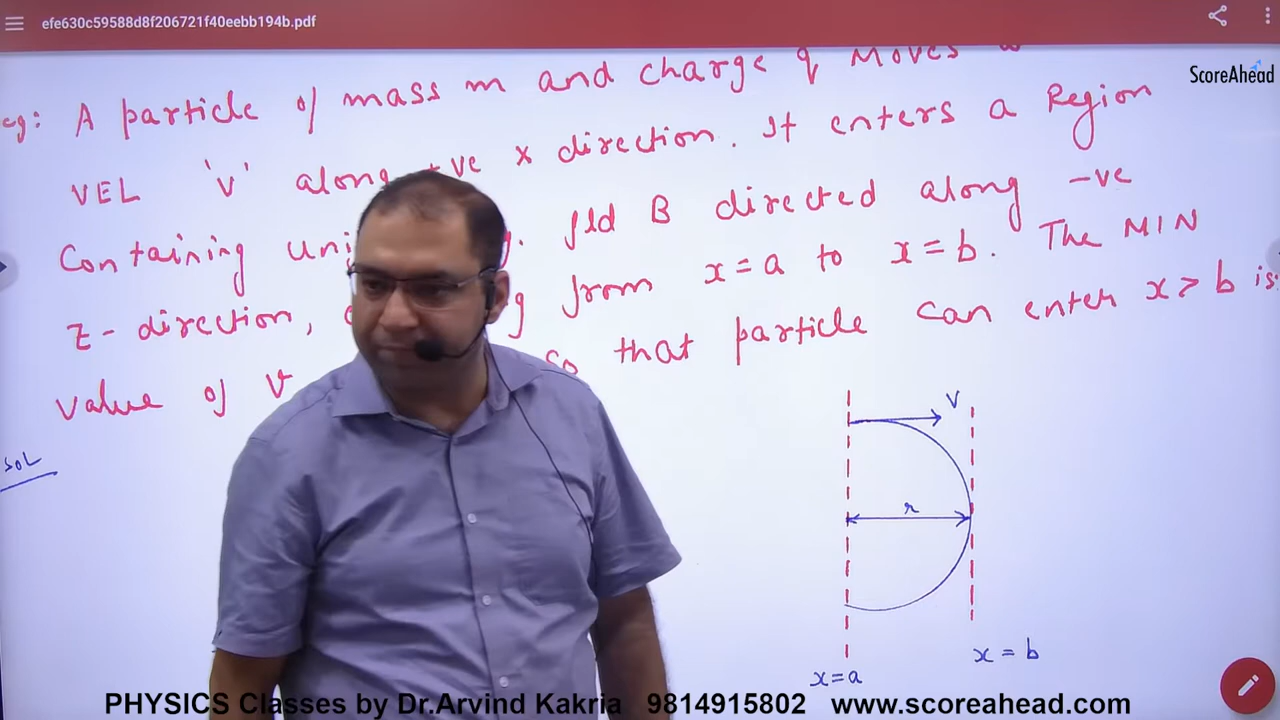 efe630c59588d8f206721f40eebb194b.pdf
ScoreAhead
eg: A particle of mass m and charge q moves
VEL 'v' along +ve x direction. It enters a Region
Containing uni fld B directed along -ve
z-direction, from x=a to x=b. The MIN
value of v so that particle can enter x>b is
SOL
v
r
x=b
x=a
PHYSICS Classes by Dr.Arvind Kakria 9814915802 www.scoreahead.com